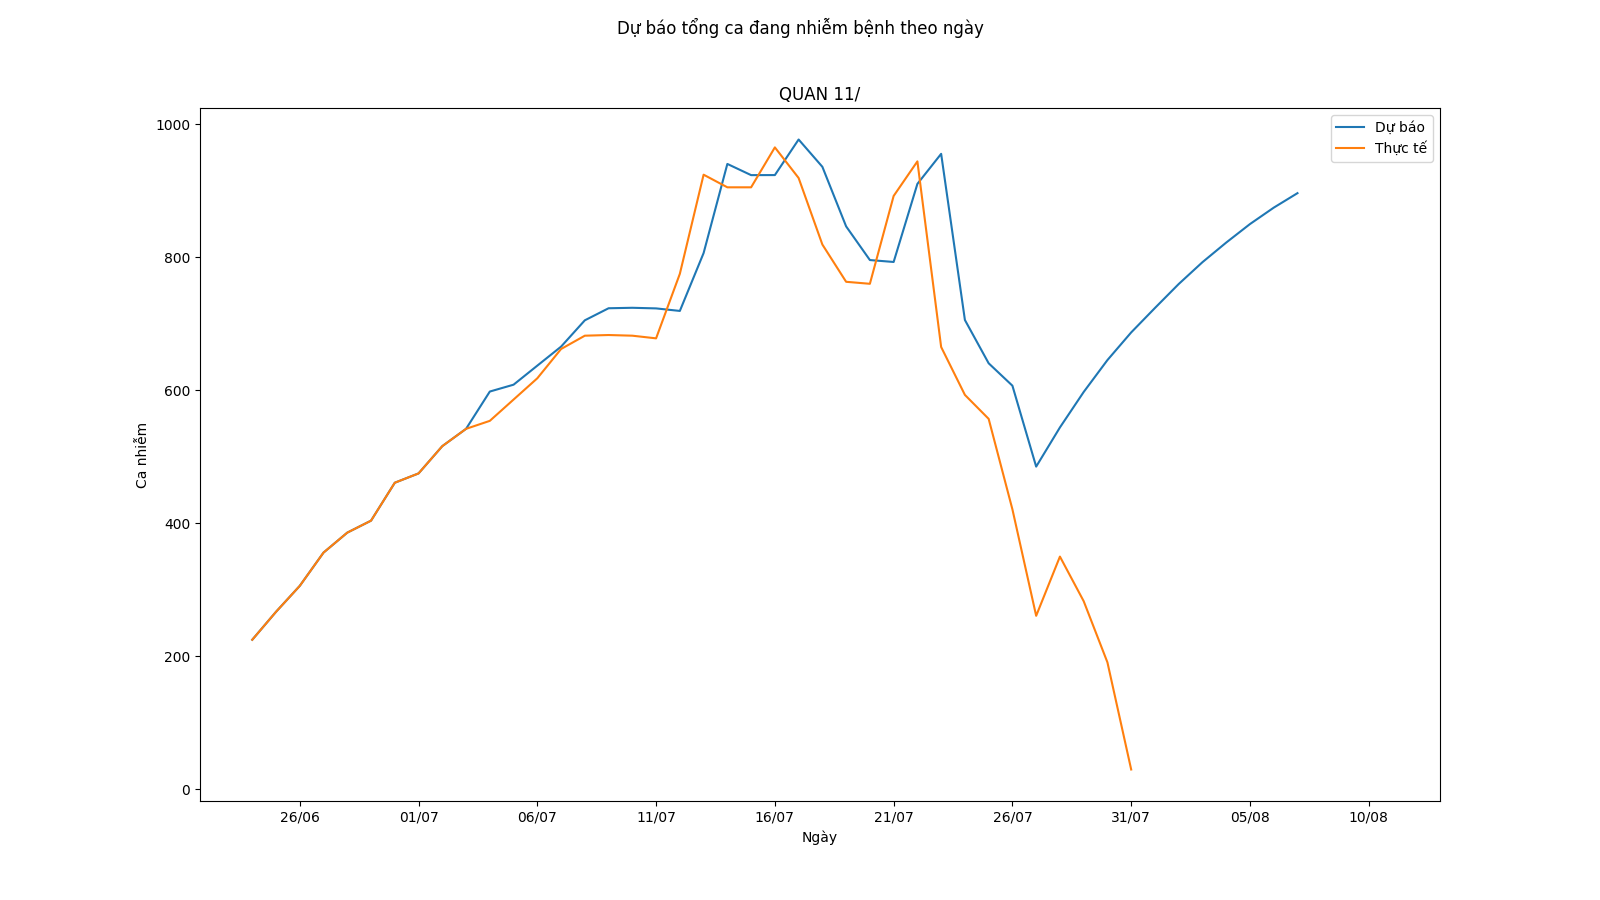 Dự báo tổng ca đang nhiễm bệnh theo ngày
QUAN 11/
1000
800
600
400
200
0
Ca nhiễm
Dự báo
Thực tế
26/06 01/07 06/07 11/07 16/07 21/07 26/07 31/07 05/08 10/08
Ngày